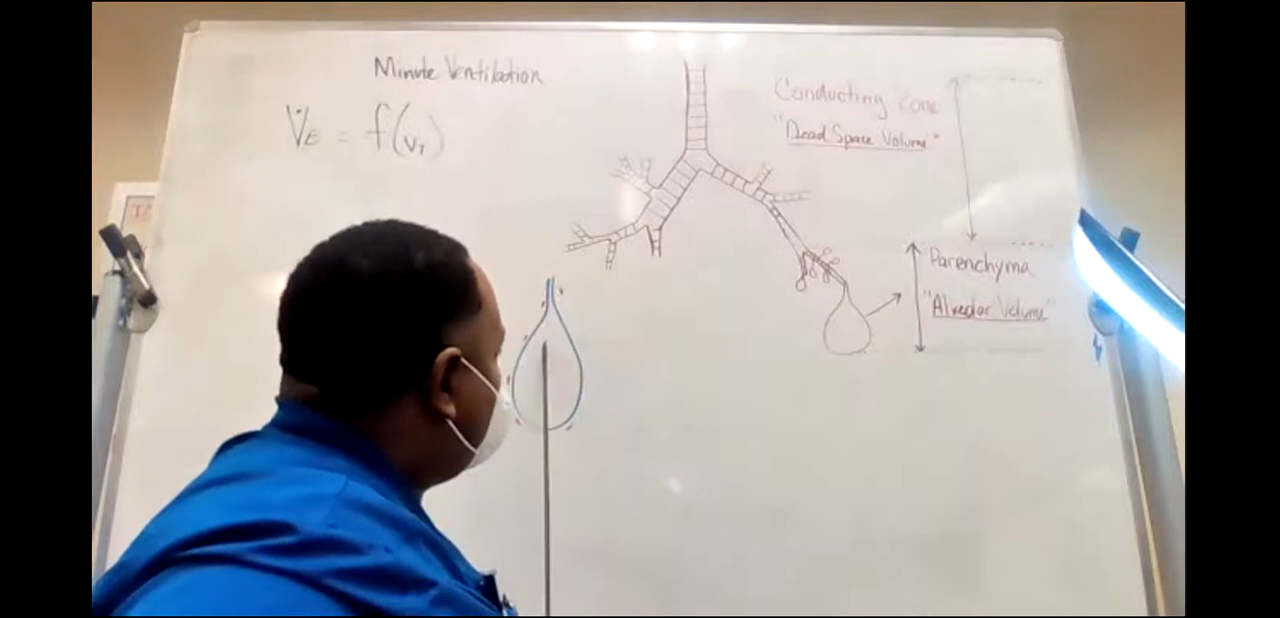 Minute Ventilation
V̇E = f(VT)
Conducting Zone
"Dead Space Volume"
Parenchyma
"Alveolar Volume"